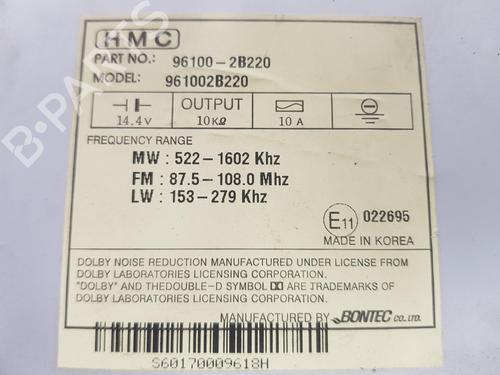 HMC
PART NO.: 96100-2B220
MODEL: 961002B220
14.4V
OUTPUT
10KΩ
10 A
FREQUENCY RANGE
MW : 522-1602 Khz
FM : 87.5-108.0 Mhz
LW : 153-279 Khz
E11 022695
MADE IN KOREA
DOLBY NOISE REDUCTION MANUFACTURED UNDER LICENSE FROM
DOLBY LABORATORIES LICENSING CORPORATION.
"DOLBY" AND THEDOUBLE-D SYMBOL ARE TRADEMARKS OF
DOLBY LABORATORIES LICENSING CORPORATION.
MANUFACTURED BY BONTEC CO., LTD.
S60170009618H
B-PARTS